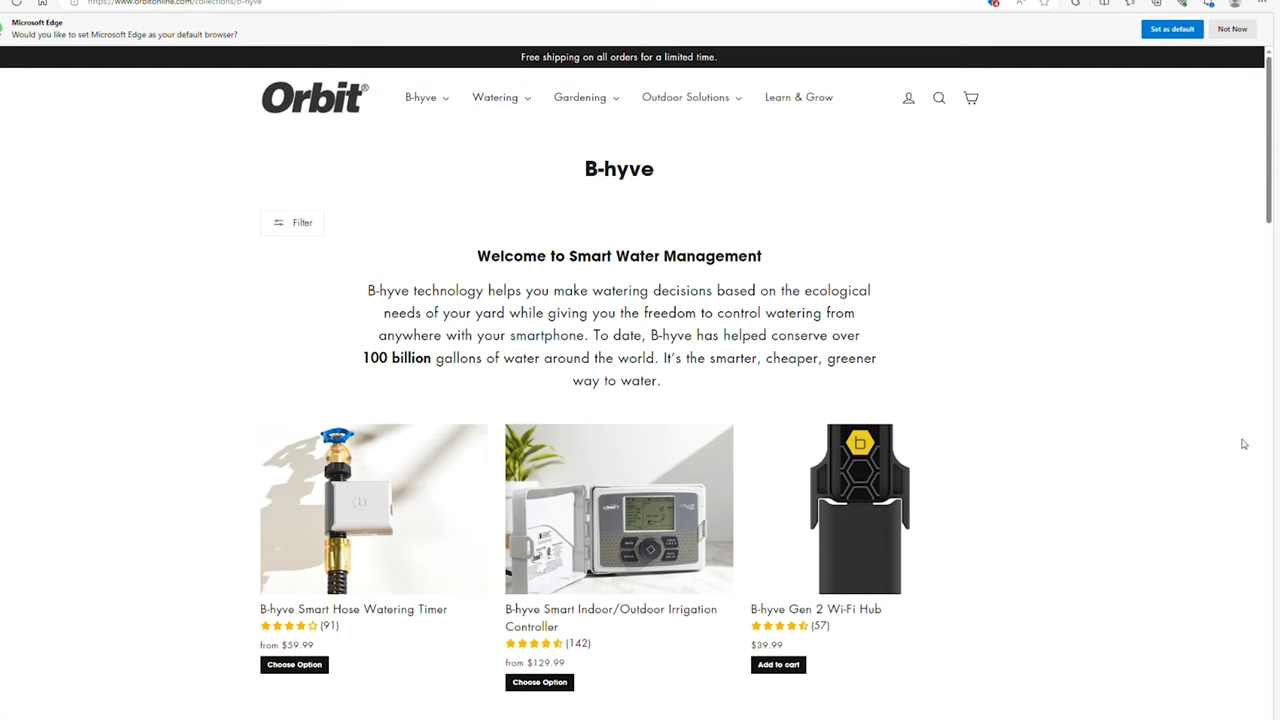 https://www.orbitonline.com/collections/b-hyve
Microsoft Edge
Would you like to set Microsoft Edge as your default browser?
Set as default
Not Now
Free shipping on all orders for a limited time.
Orbit®
B-hyve
Watering
Gardening
Outdoor Solutions
Learn & Grow
B-hyve
Filter
Welcome to Smart Water Management
B-hyve technology helps you make watering decisions based on the ecological
needs of your yard while giving you the freedom to control watering from
anywhere with your smartphone. To date, B-hyve has helped conserve over
100 billion gallons of water around the world. It's the smarter, cheaper, greener
way to water.
B-hyve Smart Hose Watering Timer
(91)
from $59.99
Choose Option
B-hyve Smart Indoor/Outdoor Irrigation
Controller
(142)
from $129.99
Choose Option
B-hyve Gen 2 Wi-Fi Hub
(57)
$39.99
Add to cart